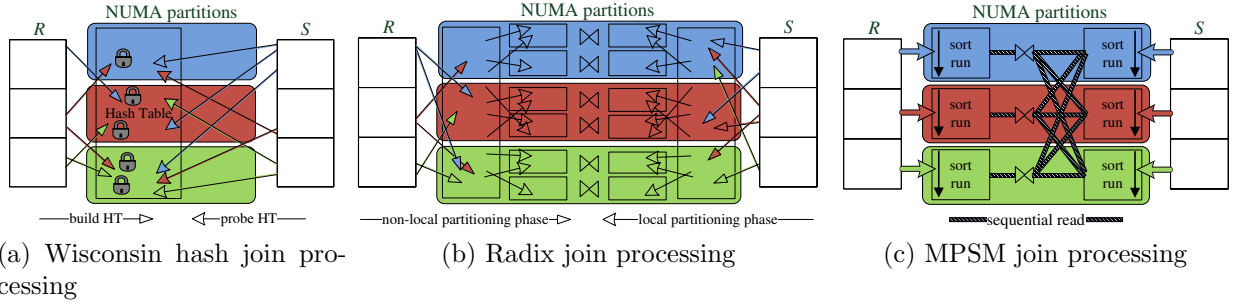 NUMA partitions
R
S
Hash Table
build HT
probe HT
(a) Wisconsin hash join pro-
cessing
NUMA partitions
R
S
non-local partitioning phase
local partitioning phase
(b) Radix join processing
NUMA partitions
R
S
sort
run
sort
run
sort
run
sort
run
sort
run
sort
run
sequential read
(c) MPSM join processing